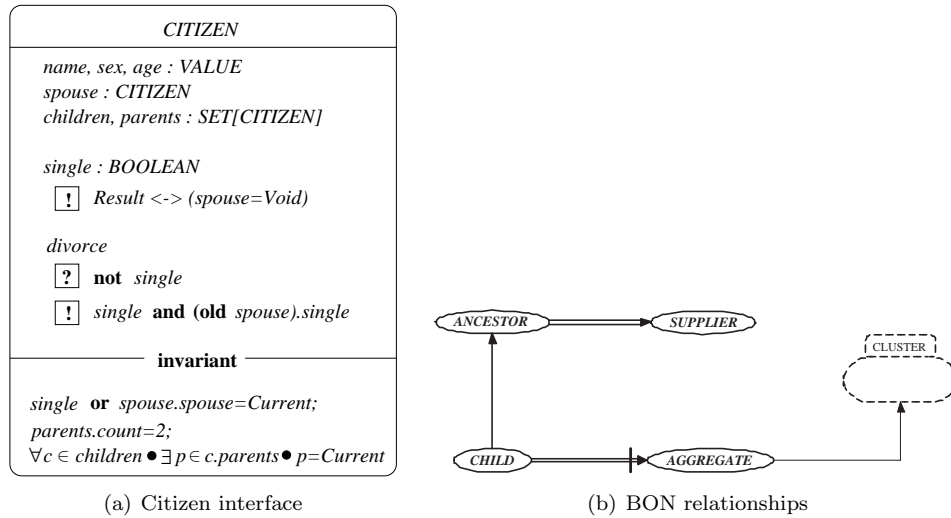 CITIZEN
name, sex, age : VALUE
spouse : CITIZEN
children, parents : SET[CITIZEN]
single : BOOLEAN
! Result <-> (spouse=Void)
divorce
? not single
! single and (old spouse).single
invariant
single or spouse.spouse=Current;
parents.count=2;
∀c ∈ children • ∃ p ∈ c.parents • p=Current
(a) Citizen interface
ANCESTOR
SUPPLIER
CLUSTER
CHILD
AGGREGATE
(b) BON relationships